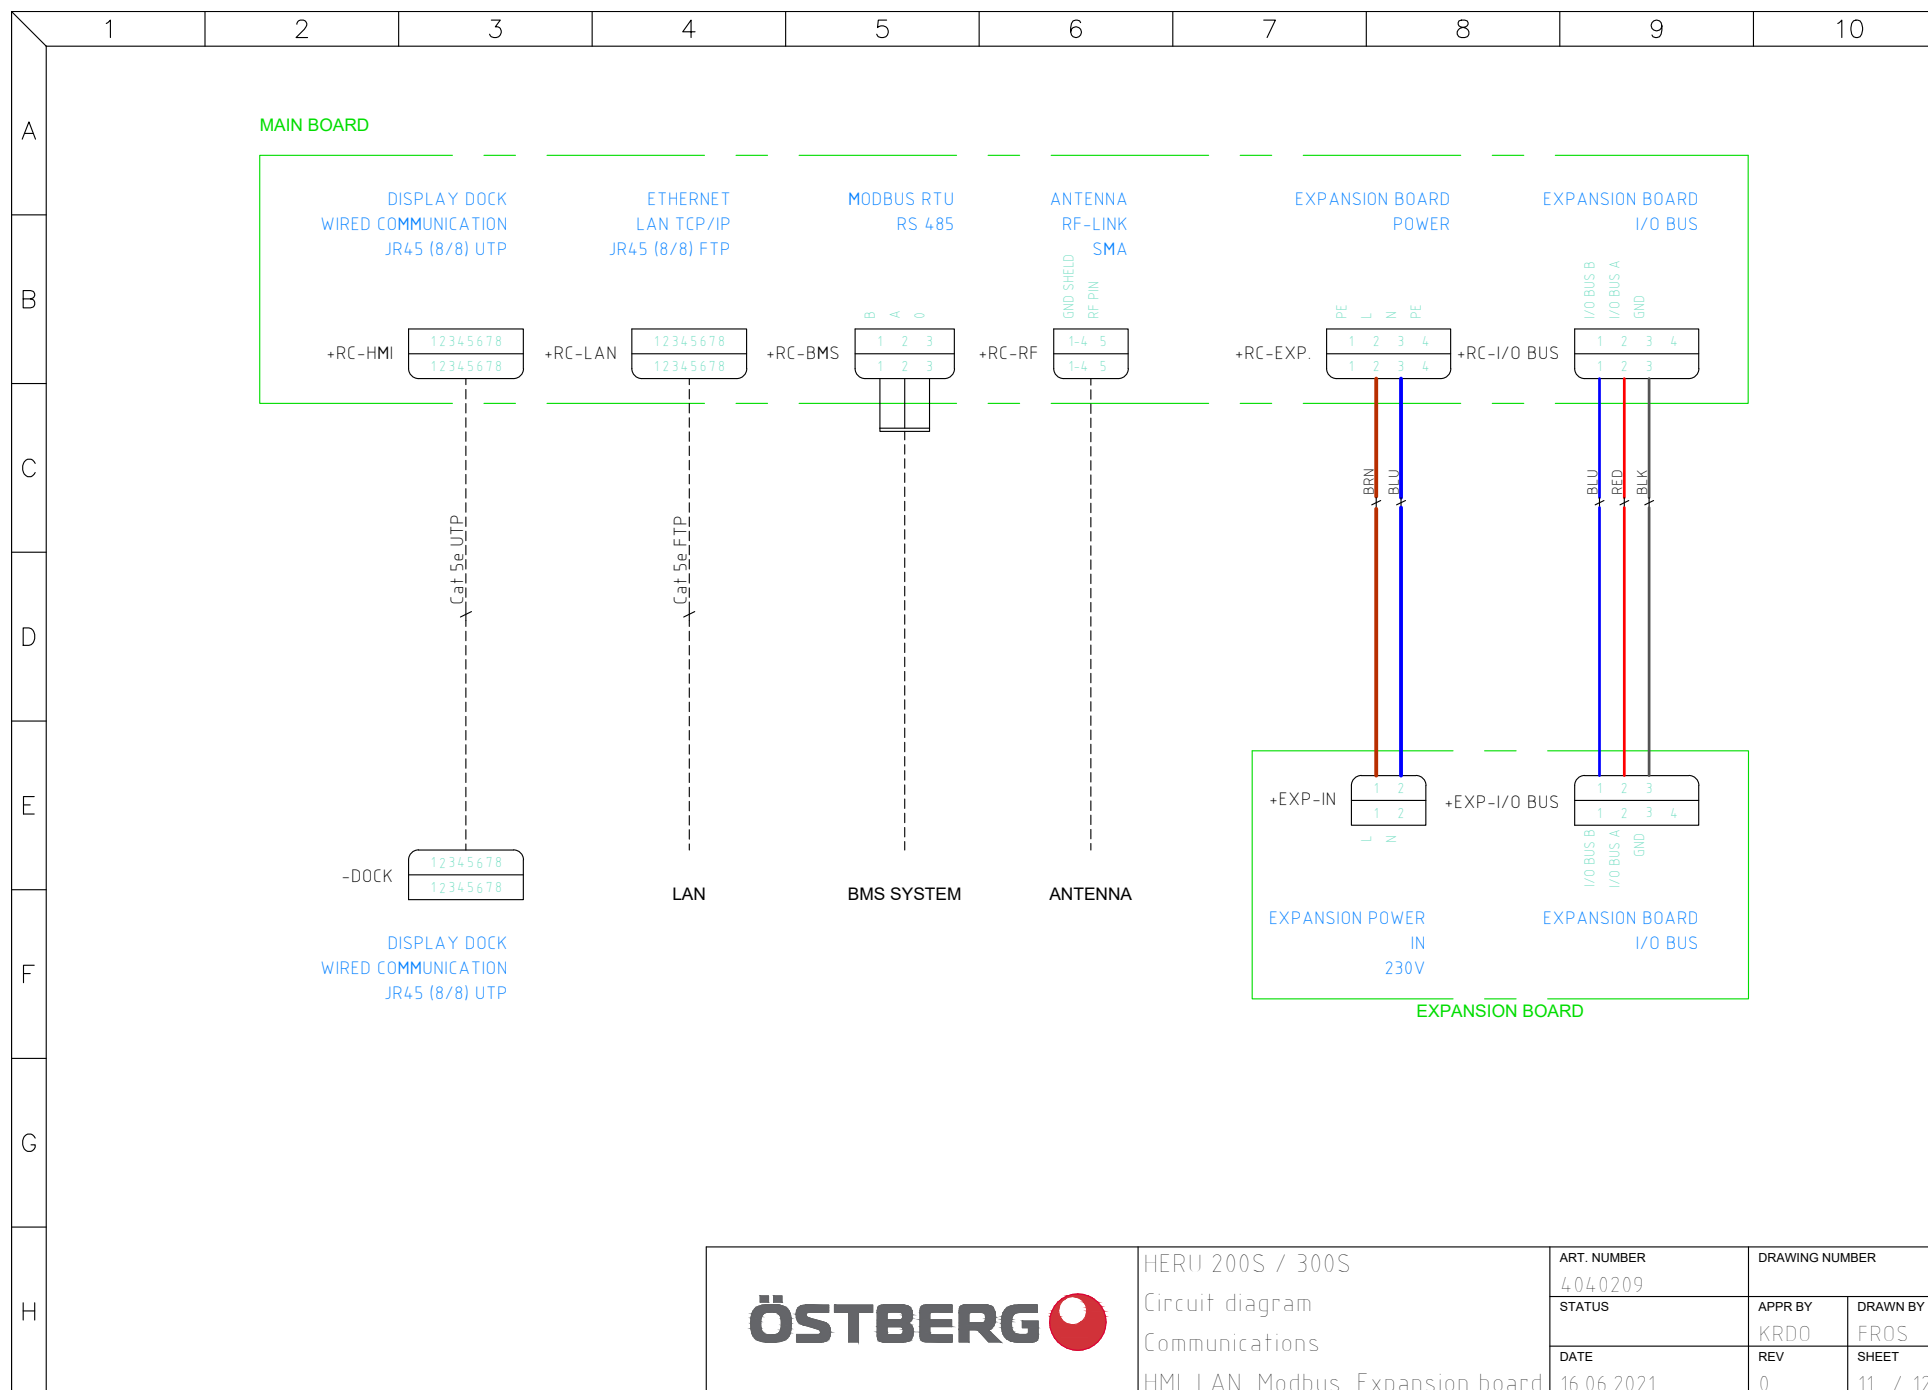 1 2 3 4 5 6 7 8 9 10
A
MAIN BOARD
DISPLAY DOCK
WIRED COMMUNICATION
JR45 (8/8) UTP
ETHERNET
LAN TCP/IP
JR45 (8/8) FTP
MODBUS RTU
RS 485
ANTENNA
RF-LINK
SMA
EXPANSION BOARD
POWER
EXPANSION BOARD
I/O BUS
B
B A 0
GND SHELD
RF PIN
PE L N PE
I/O BUS B
I/O BUS A
GND
+RC-HMI
12345678
12345678
+RC-LAN
12345678
12345678
+RC-BMS
1 2 3
1 2 3
+RC-RF
1-4 5
1-4 5
+RC-EXP.
1 2 3 4
1 2 3 4
+RC-I/O BUS
1 2 3 4
1 2 3
C
BRN
BLU
BLU
RED
BLK
Cat 5e UTP
Cat 5e FTP
D
E
+EXP-IN
1 2
1 2
L N
+EXP-I/O BUS
1 2 3
1 2 3 4
I/O BUS B
I/O BUS A
GND
-DOCK
12345678
12345678
LAN
BMS SYSTEM
ANTENNA
DISPLAY DOCK
WIRED COMMUNICATION
JR45 (8/8) UTP
EXPANSION POWER
IN
230V
EXPANSION BOARD
I/O BUS
EXPANSION BOARD
F
G
H
ÖSTBERG
HERU 200S / 300S
Circuit diagram
Communications
HMI, LAN, Modbus, Expansion board
ART. NUMBER
4040209
DRAWING NUMBER
STATUS
APPR BY
KRDO
DRAWN BY
FROS
DATE
16.06.2021
REV
0
SHEET
11 / 12